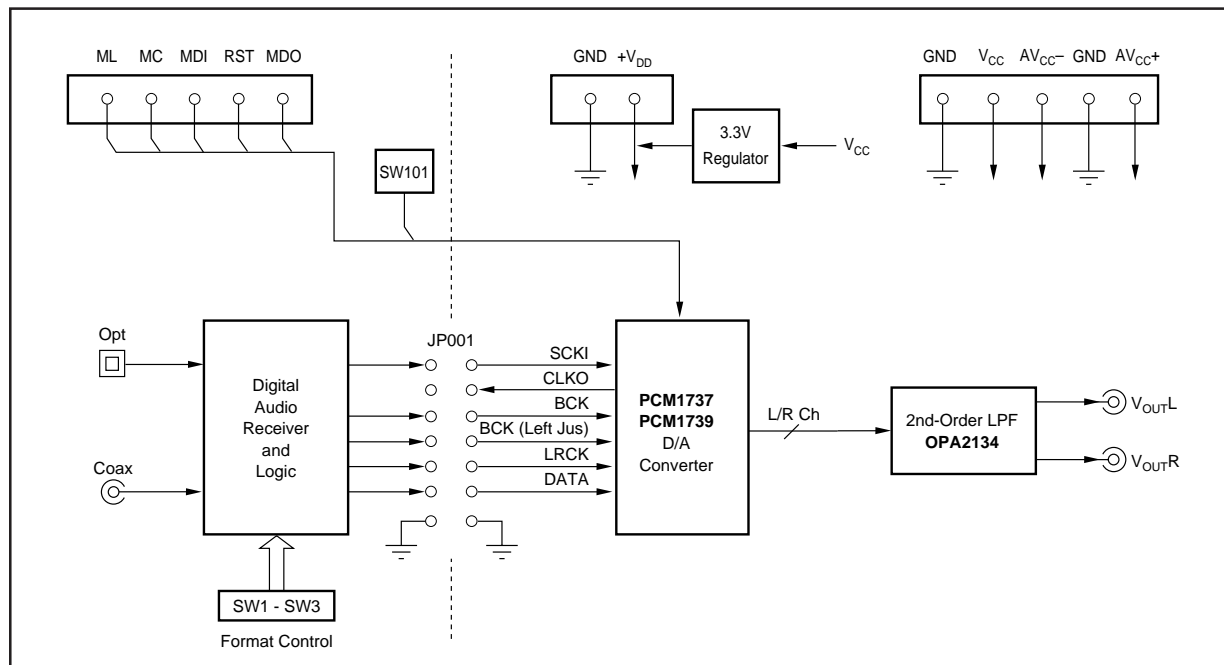 ML MC MDI RST MDO
GND +VDD
GND VCC AVCC– GND AVCC+
3.3V
Regulator
VCC
SW101
Opt
Coax
Digital
Audio
Receiver
and
Logic
JP001
SCKI
CLKO
BCK
BCK (Left Jus)
LRCK
DATA
PCM1737
PCM1739
D/A
Converter
L/R Ch
2nd-Order LPF
OPA2134
VOUTL
VOUTR
SW1 - SW3
Format Control